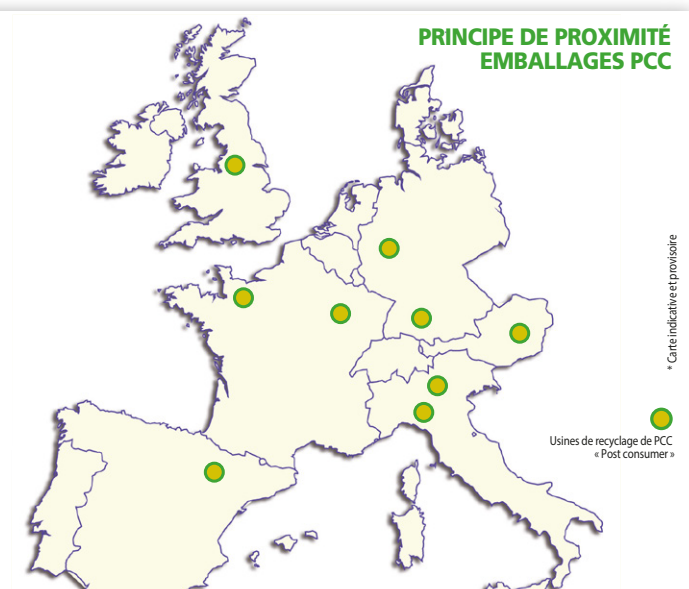 PRINCIPE DE PROXIMITÉ
EMBALLAGES PCC
* Carte indicative et provisoire
Usines de recyclage de PCC
« Post consumer »